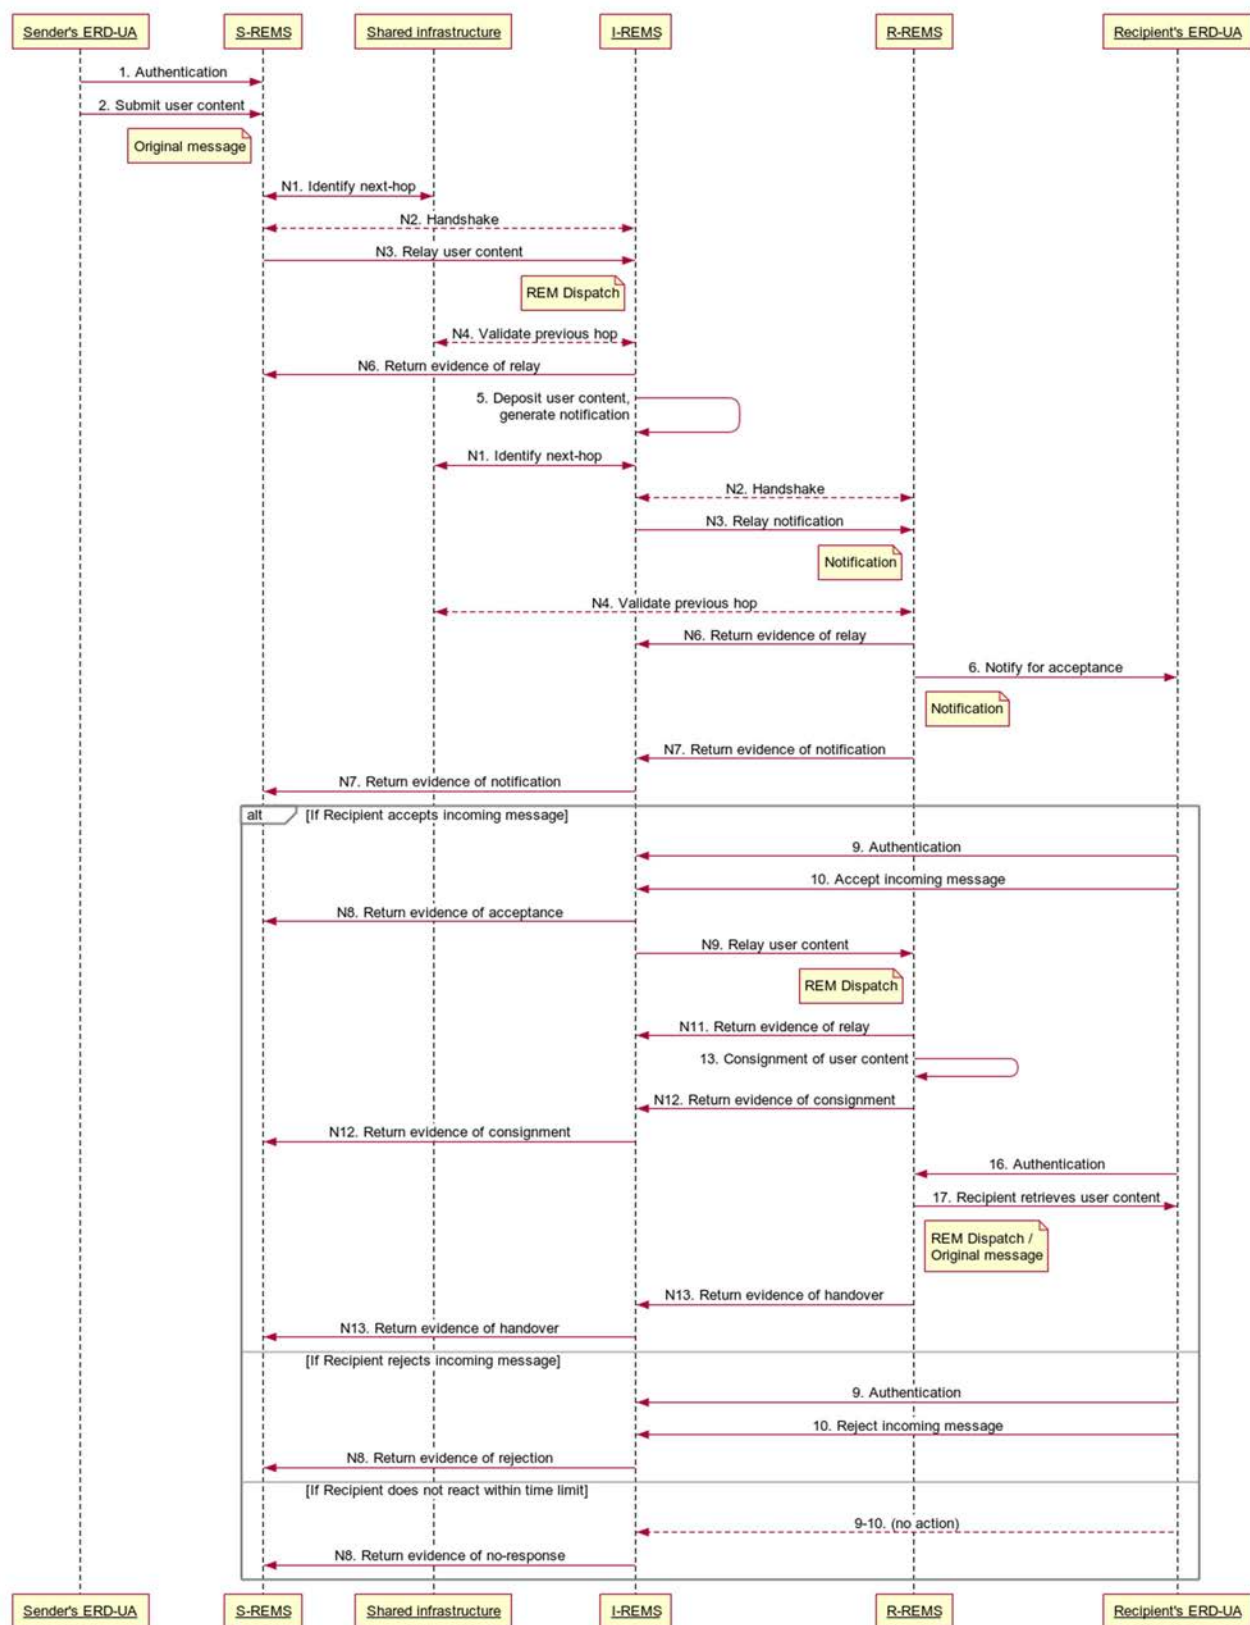 Sender's ERD-UA
S-REMS
Shared infrastructure
I-REMS
R-REMS
Recipient's ERD-UA
1. Authentication
2. Submit user content
Original message
N1. Identify next-hop
N2. Handshake
N3. Relay user content
REM Dispatch
N4. Validate previous hop
N6. Return evidence of relay
5. Deposit user content,
generate notification
N1. Identify next-hop
N2. Handshake
N3. Relay notification
Notification
N4. Validate previous hop
N6. Return evidence of relay
6. Notify for acceptance
Notification
N7. Return evidence of notification
N7. Return evidence of notification
alt
[If Recipient accepts incoming message]
9. Authentication
10. Accept incoming message
N8. Return evidence of acceptance
N9. Relay user content
REM Dispatch
N11. Return evidence of relay
13. Consignment of user content
N12. Return evidence of consignment
N12. Return evidence of consignment
16. Authentication
17. Recipient retrieves user content
REM Dispatch /
Original message
N13. Return evidence of handover
N13. Return evidence of handover
[If Recipient rejects incoming message]
9. Authentication
10. Reject incoming message
N8. Return evidence of rejection
[If Recipient does not react within time limit]
9-10. (no action)
N8. Return evidence of no-response
Sender's ERD-UA
S-REMS
Shared infrastructure
I-REMS
R-REMS
Recipient's ERD-UA